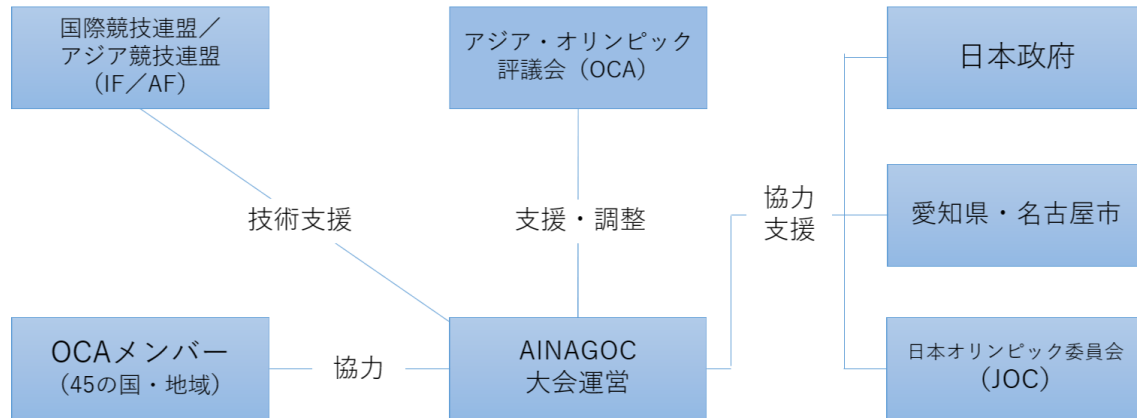 国際競技連盟／
アジア競技連盟
（IF／AF）
アジア・オリンピック
評議会（OCA）
日本政府
技術支援
支援・調整
協力
支援
愛知県・名古屋市
OCAメンバー
（45の国・地域）
協力
AINAGOC
大会運営
日本オリンピック委員会
（JOC）